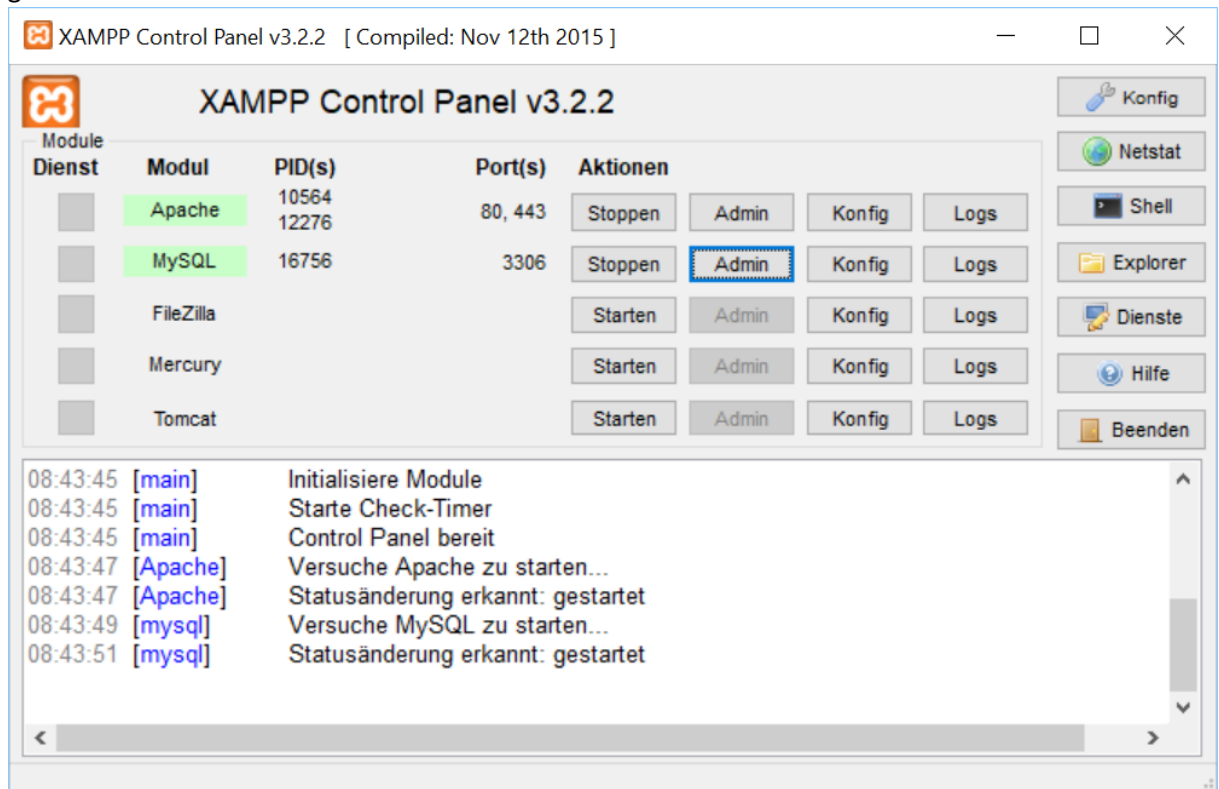 XAMPP Control Panel v3.2.2 [ Compiled: Nov 12th 2015 ]
XAMPP Control Panel v3.2.2
Konfig
Module
Netstat
Dienst Modul PID(s) Port(s) Aktionen
Apache 10564 12276 80, 443 Stoppen Admin Konfig Logs
Shell
MySQL 16756 3306 Stoppen Admin Konfig Logs
Explorer
FileZilla Starten Admin Konfig Logs
Dienste
Mercury Starten Admin Konfig Logs
Hilfe
Tomcat Starten Admin Konfig Logs
Beenden
08:43:45 [main] Initialisiere Module
08:43:45 [main] Starte Check-Timer
08:43:45 [main] Control Panel bereit
08:43:47 [Apache] Versuche Apache zu starten...
08:43:47 [Apache] Statusänderung erkannt: gestartet
08:43:49 [mysql] Versuche MySQL zu starten...
08:43:51 [mysql] Statusänderung erkannt: gestartet